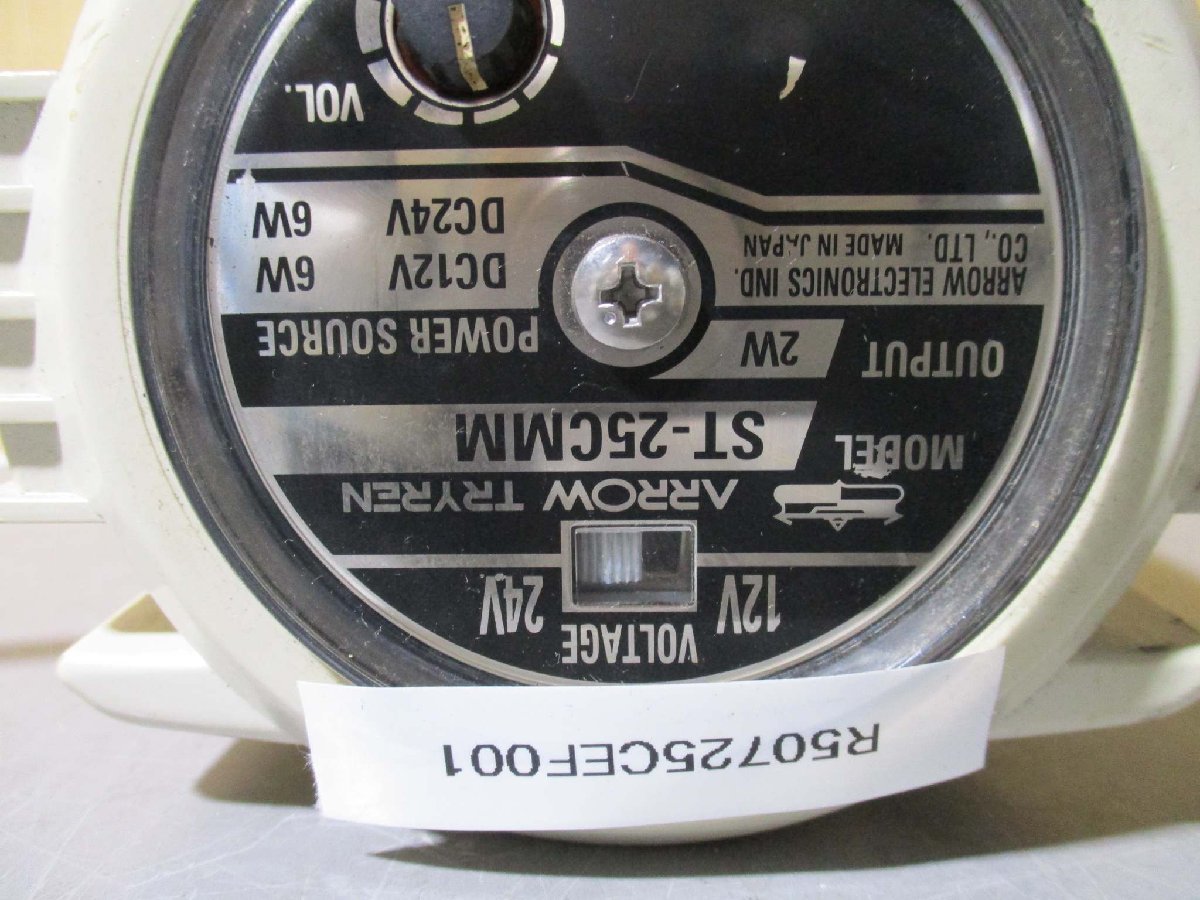 R50725CEF001
VOLTAGE
12V 24V
ARROW TRYREN
MODEL ST-25CMM
OUTPUT 2W
POWER SOURCE
DC12V 6W
DC24V 6W
ARROW ELECTRONICS IND.
CO., LTD. MADE IN JAPAN
VOL.